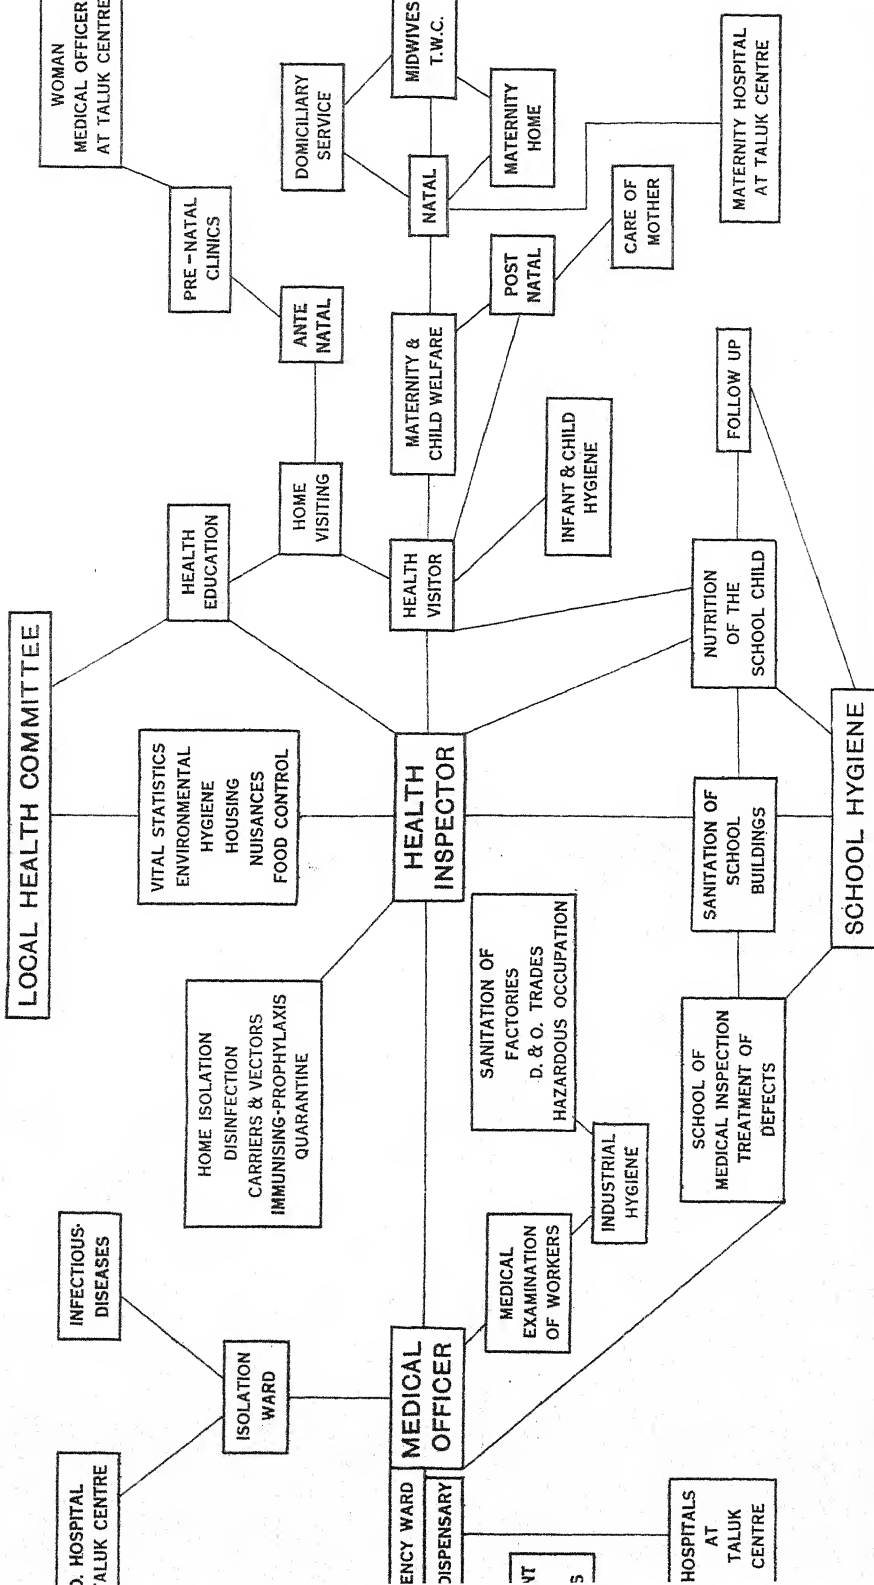 LOCAL HEALTH COMMITTEE
WOMAN
MEDICAL OFFICER
AT TALUK CENTRE
PRE-NATAL
CLINICS
ANTE
NATAL
DOMICILIARY
SERVICE
MIDWIVES
T.W.C.
NATAL
MATERNITY
HOME
MATERNITY HOSPITAL
AT TALUK CENTRE
CARE OF
MOTHER
POST
NATAL
MATERNITY &
CHILD WELFARE
HOME
VISITING
HEALTH
EDUCATION
HEALTH
VISITOR
INFANT & CHILD
HYGIENE
FOLLOW UP
NUTRITION
OF THE
SCHOOL CHILD
VITAL STATISTICS
ENVIRONMENTAL
HYGIENE
HOUSING
NUISANCES
FOOD CONTROL
HEALTH
INSPECTOR
SANITATION OF
SCHOOL
BUILDINGS
SCHOOL HYGIENE
HOME ISOLATION
DISINFECTION
CARRIERS & VECTORS
IMMUNISING-PROPHYLAXIS
QUARANTINE
SANITATION OF
FACTORIES
D. & O. TRADES
HAZARDOUS OCCUPATION
SCHOOL OF
MEDICAL INSPECTION
TREATMENT OF
DEFECTS
INDUSTRIAL
HYGIENE
MEDICAL
EXAMINATION
OF WORKERS
INFECTIOUS-
DISEASES
ISOLATION
WARD
MEDICAL
OFFICER
HOSPITAL
CENTRE
WARD
DISPENSARY
HOSPITALS
AT
TALUK
CENTRE